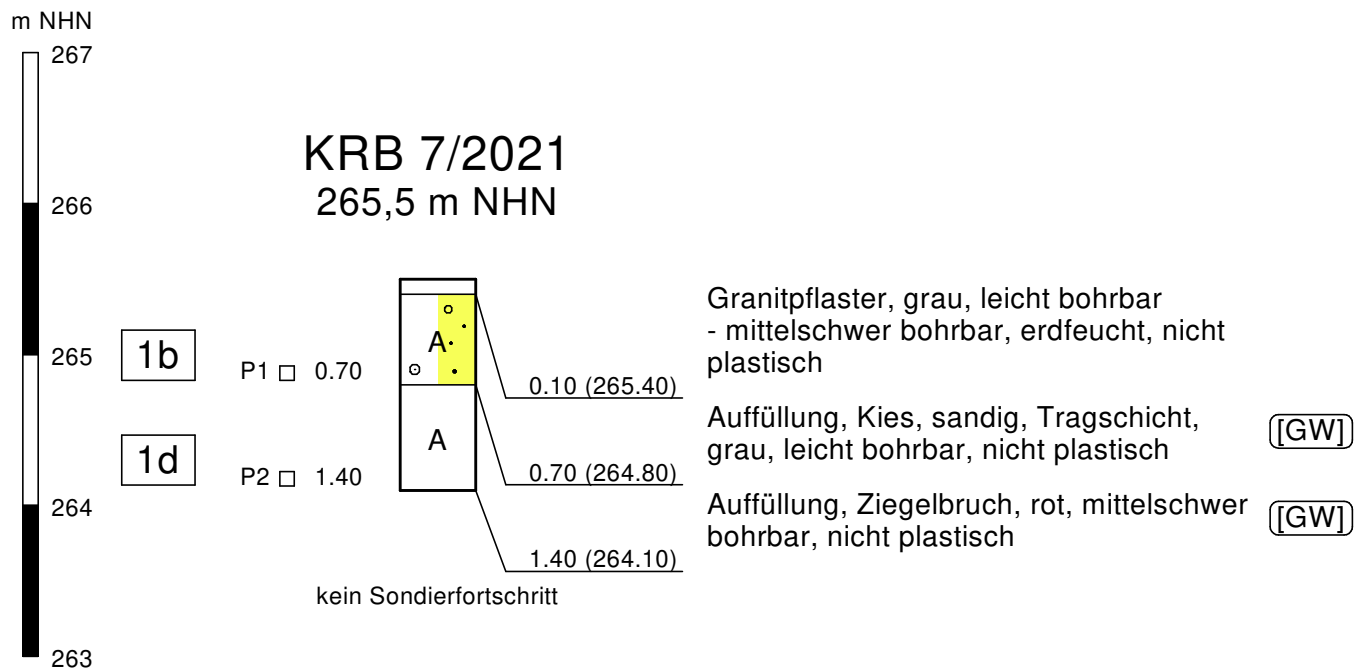 m NHN
267
266
265
264
263
KRB 7/2021
265,5 m NHN
1b
P1 0.70
A
0.10 (265.40)
Granitpflaster, grau, leicht bohrbar
- mittelschwer bohrbar, erdfeucht, nicht
plastisch
1d
P2 1.40
A
0.70 (264.80)
Auffüllung, Kies, sandig, Tragschicht,
grau, leicht bohrbar, nicht plastisch
[GW]
1.40 (264.10)
Auffüllung, Ziegelbruch, rot, mittelschwer
bohrbar, nicht plastisch
[GW]
kein Sondierfortschritt